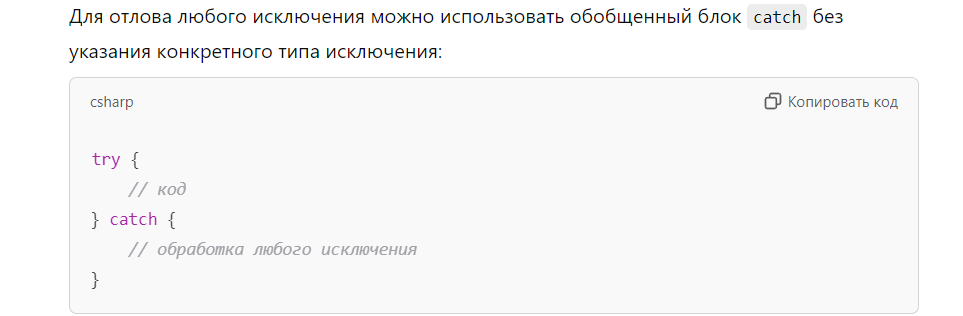 Для отлова любого исключения можно использовать обобщенный блок catch без
указания конкретного типа исключения:
csharp
Копировать код
try {
    // код
} catch {
    // обработка любого исключения
}